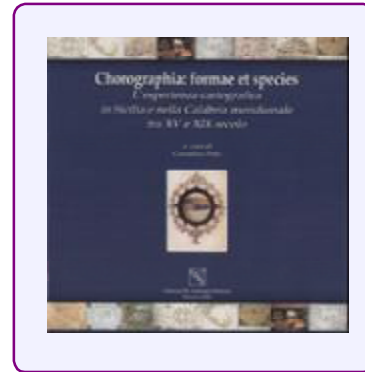 Chorographia: formae et species
L'esperienza cartografica
in Sicilia e nella Calabria meridionale
tra XV e XIX secolo
a cura di